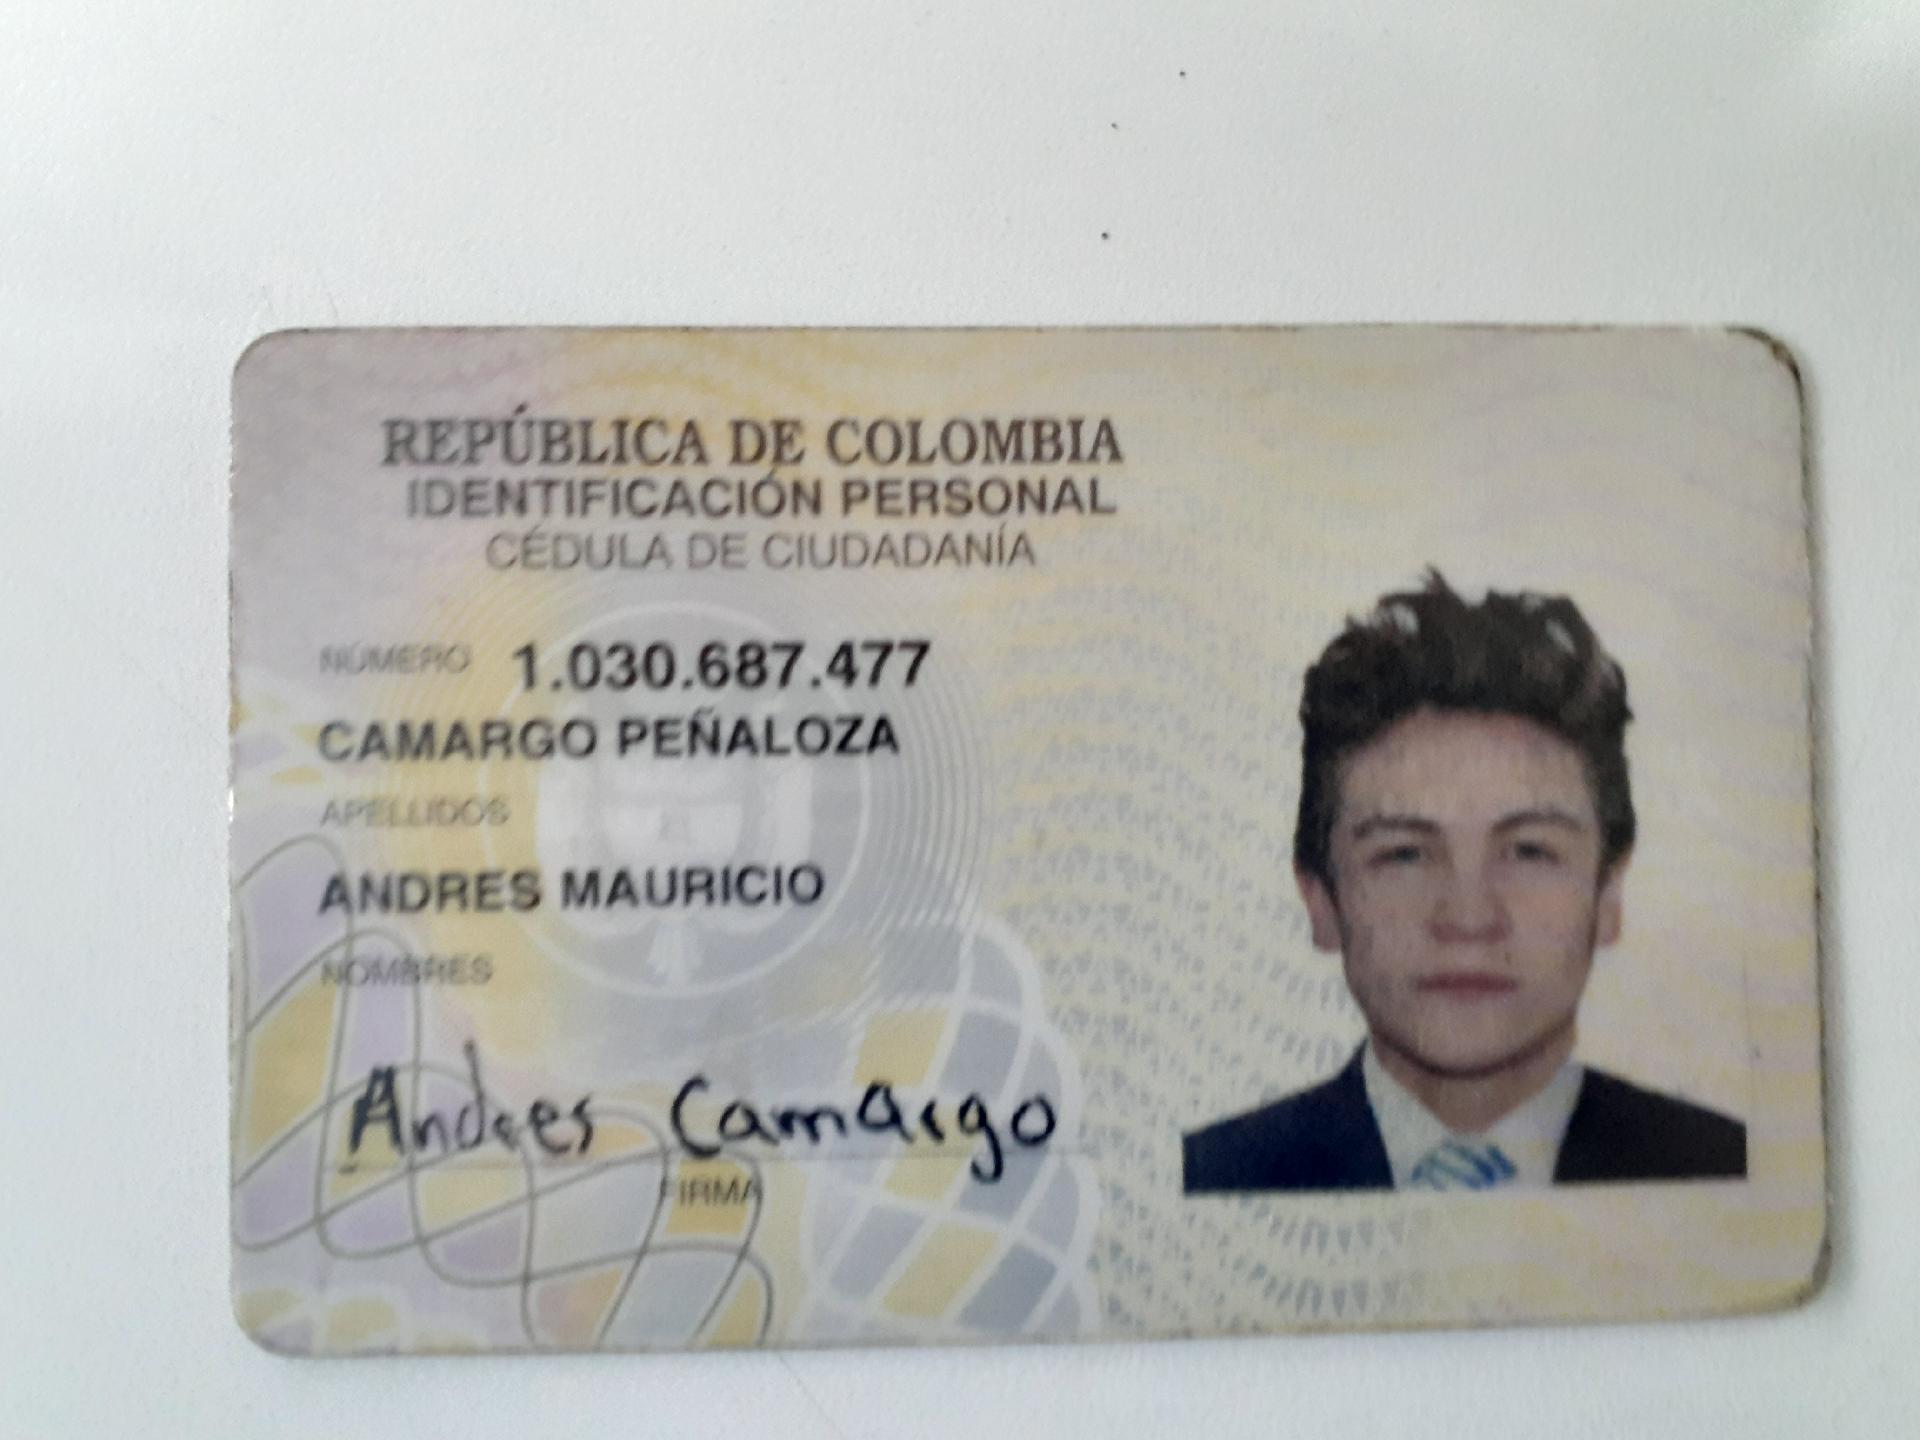 REPÚBLICA DE COLOMBIA
IDENTIFICACIÓN PERSONAL
CÉDULA DE CIUDADANÍA
NÚMERO 1.030.687.477
CAMARGO PEÑALOZA
APELLIDOS
ANDRES MAURICIO
NOMBRES
Andres Camargo
FIRMA